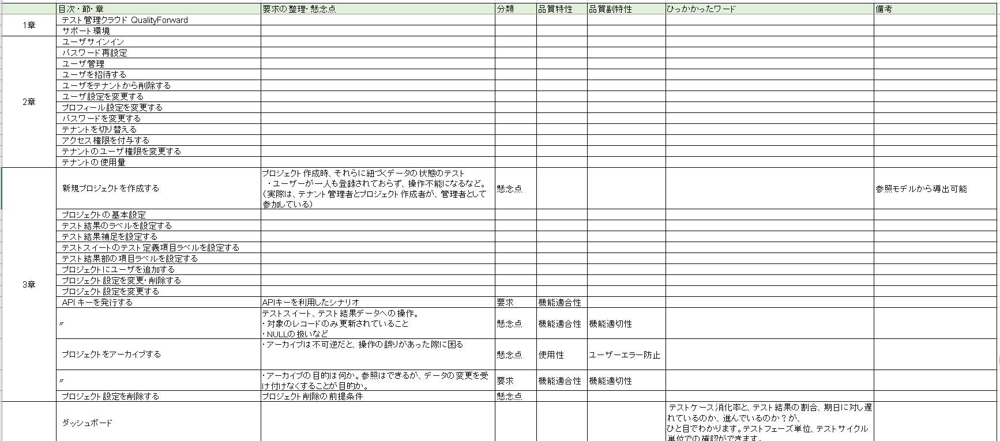 目次・節・章 要求の整理・懸念点 分類 品質特性 品質副特性 ひっかかったワード 備考
1章
テスト管理クラウド QualityForward
サポート環境
2章
ユーザサインイン
パスワード再設定
ユーザ管理
ユーザを招待する
ユーザをテナントから削除する
ユーザ設定を変更する
プロフィール設定を変更する
パスワードを変更する
テナントを切り替える
アクセス権限を付与する
テナントのユーザ権限を変更する
テナントの使用量
3章
新規プロジェクトを作成する
プロジェクト作成時、それらに紐づくデータの状態のテスト
・ユーザーが一人も登録されておらず、操作不能になるなど。
（実際は、テナント管理者とプロジェクト作成者が、管理者として
参加している）
懸念点
参照モデルから導出可能
プロジェクトの基本設定
テスト結果のラベルを設定する
テスト結果補足を設定する
テストスイートのテスト定義項目ラベルを設定する
テスト結果部の項目ラベルを設定する
プロジェクトにユーザを追加する
プロジェクト設定を変更・削除する
プロジェクト設定を変更する
API キーを発行する APIキーを利用したシナリオ 要求 機能適合性
〃
テストスイート、テスト結果データへの操作。
・対象のレコードのみ更新されていること
・NULLの扱いなど
懸念点 機能適合性 機能適切性
プロジェクトをアーカイブする
・アーカイブは不可逆だと、操作の誤りがあった際に困る
懸念点 使用性 ユーザーエラー防止
〃
・アーカイブの目的は何か。参照はできるが、データの変更を受
け付けなくすることが目的か。
要求 機能適合性 機能適切性
プロジェクト設定を削除する プロジェクト削除の前提条件 懸念点
ダッシュボード
テストケース消化率と、テスト結果の割合、期日に対し遅
れているのか、進んでいるのか？が、
ひと目でわかります。テストフェーズ単位、テストサイクル
単位での確認ができます。